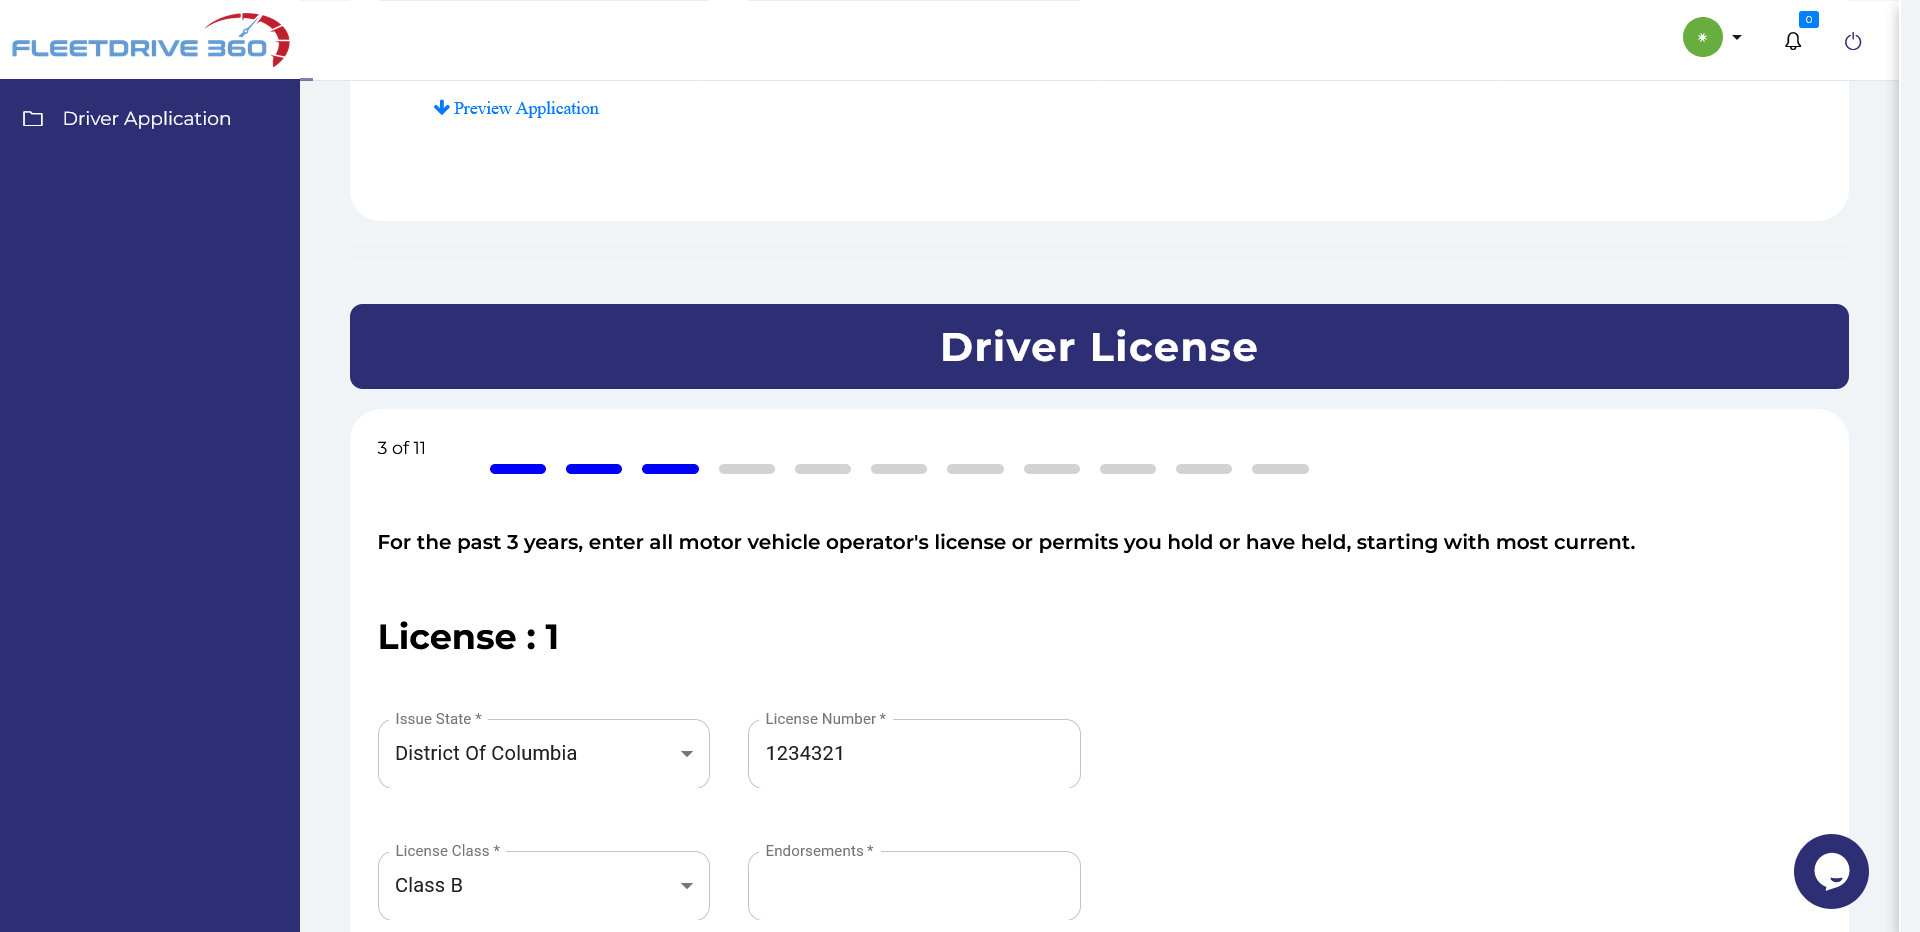 FLEETDRIVE 360
0
Driver Application
Preview Application
Driver License
3 of 11
For the past 3 years, enter all motor vehicle operator's license or permits you hold or have held, starting with most current.
License : 1
Issue State *
District Of Columbia
License Number *
1234321
License Class *
Class B
Endorsements *